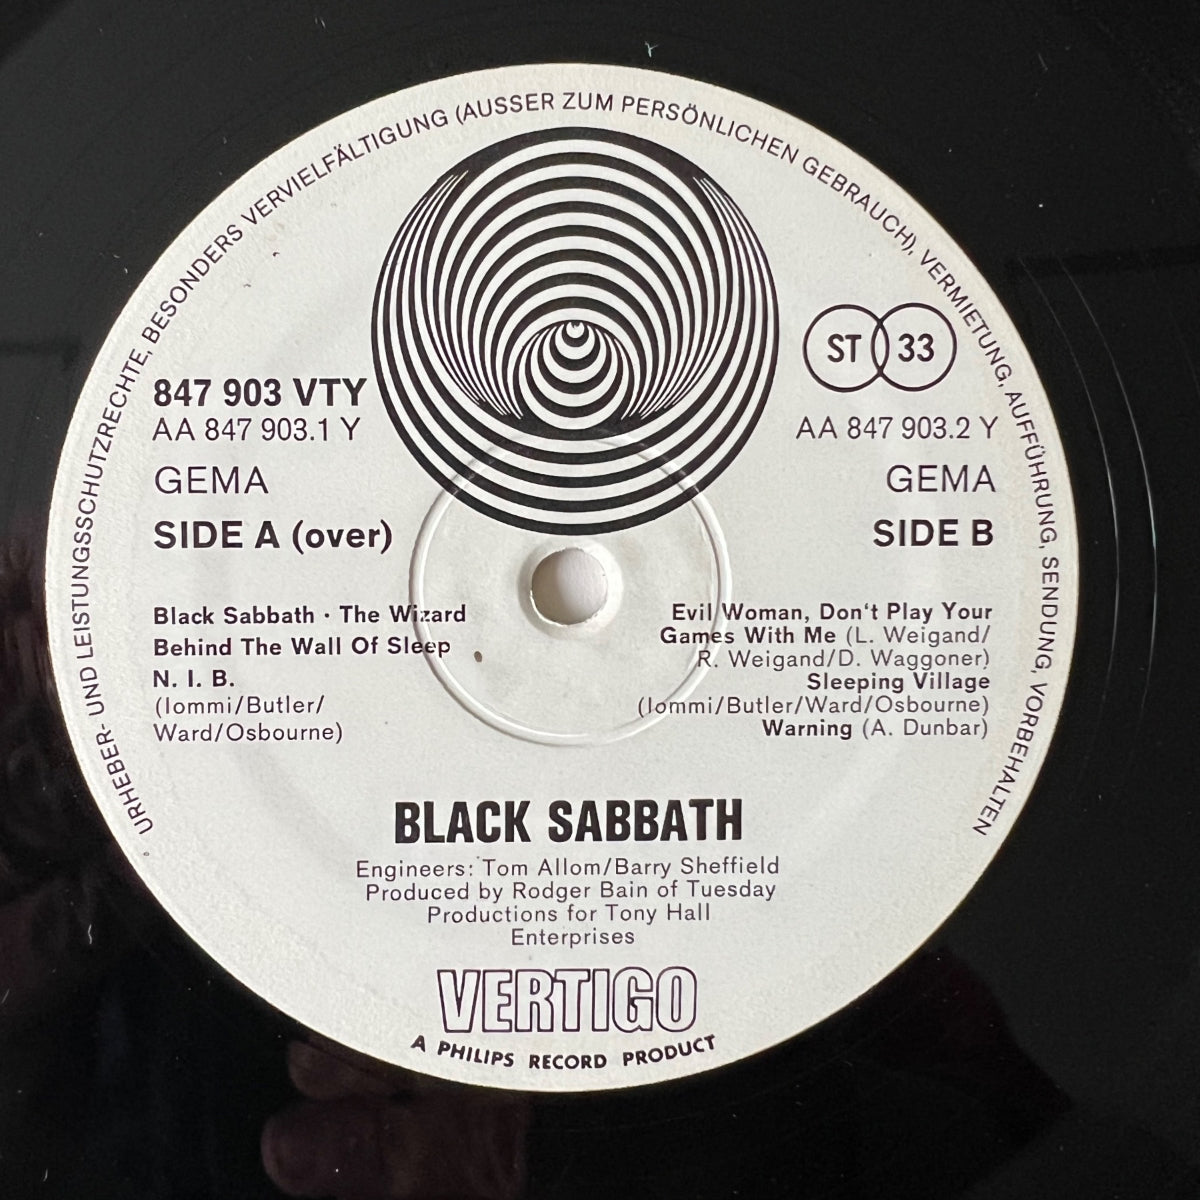 URHEBER- UND LEISTUNGSSCHUTZRECHTE, BESONDERS VERVIELFÄLTIGUNG (AUSSER ZUM PERSÖNLICHEN GEBRAUCH), VERMIETUNG, AUFFÜHRUNG, SENDUNG, VORBEHALTEN
847 903 VTY
AA 847 903.1 Y
GEMA
SIDE A (over)
Black Sabbath · The Wizard
Behind The Wall Of Sleep
N. I. B.
(Iommi/Butler/
Ward/Osbourne)
ST 33
AA 847 903.2 Y
GEMA
SIDE B
Evil Woman, Don't Play Your
Games With Me (L. Weigand/
R. Weigand/D. Waggoner)
Sleeping Village
(Iommi/Butler/Ward/Osbourne)
Warning (A. Dunbar)
BLACK SABBATH
Engineers: Tom Allom/Barry Sheffield
Produced by Rodger Bain of Tuesday
Productions for Tony Hall
Enterprises
VERTIGO
A PHILIPS RECORD PRODUCT